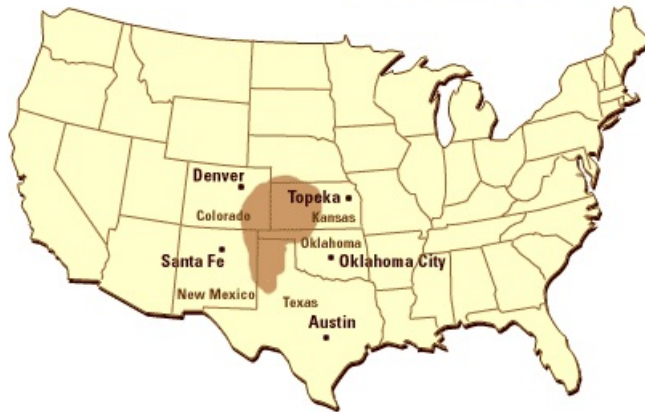 Denver
Topeka
Colorado
Kansas
Oklahoma
Santa Fe
Oklahoma City
New Mexico
Texas
Austin